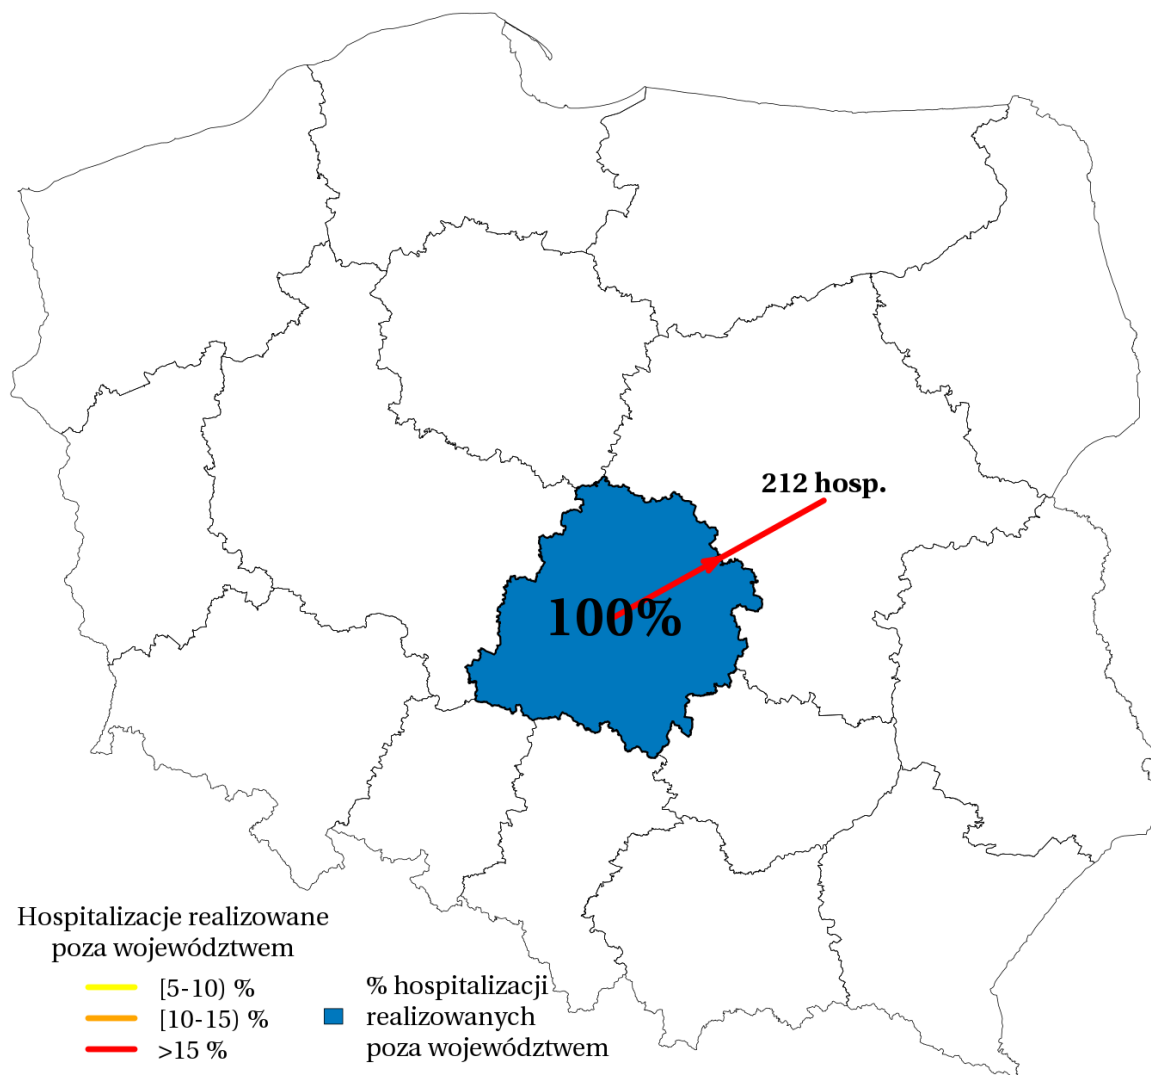 212 hosp.
100%
Hospitalizacje realizowane
poza województwem
[5-10) %
[10-15) %
>15 %
% hospitalizacji
realizowanych
poza województwem